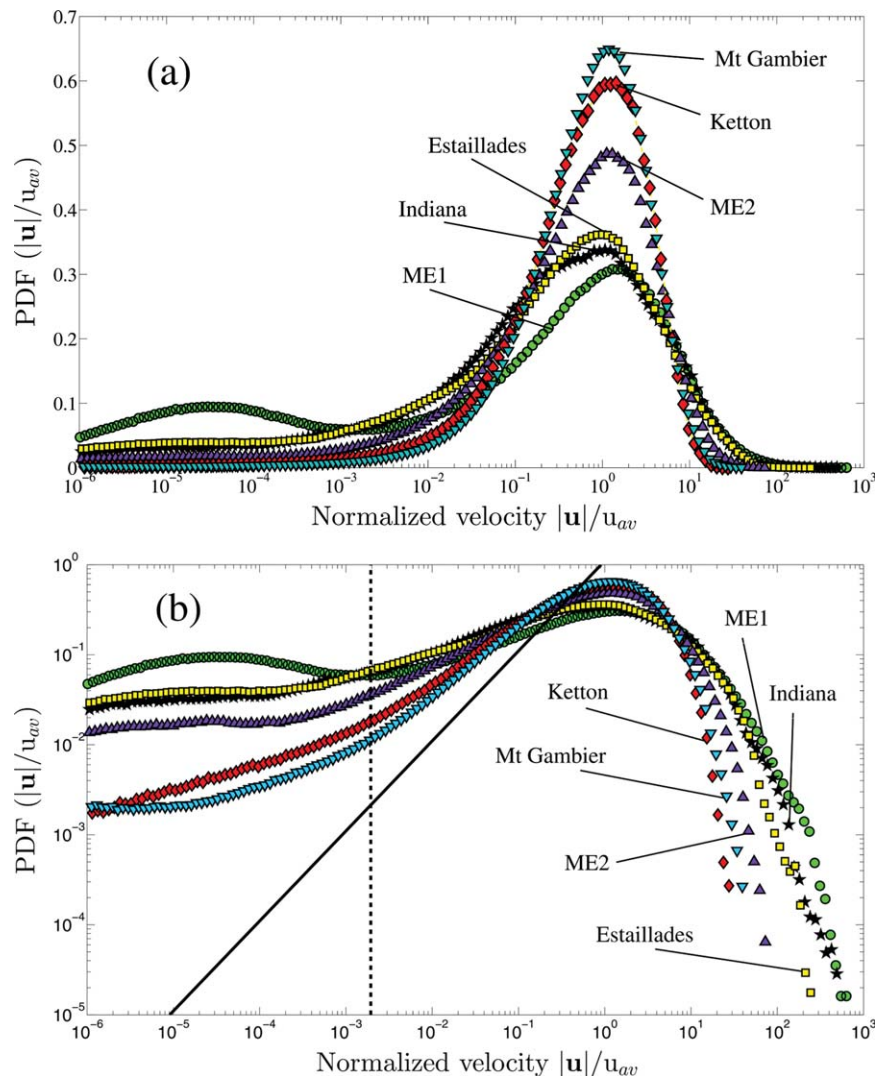 0.7
(a)
Mt Gambier
0.6
Ketton
0.5
Estaillades
PDF (|u|/u_av)
0.4
ME2
Indiana
0.3
ME1
0.2
0.1
0
10^-6 10^-5 10^-4 10^-3 10^-2 10^-1 10^0 10^1 10^2 10^3
Normalized velocity |u|/u_av
10^0
(b)
ME1
10^-1
Indiana
Ketton
10^-2
Mt Gambier
PDF (|u|/u_av)
10^-3
ME2
10^-4
Estaillades
10^-5
10^-6 10^-5 10^-4 10^-3 10^-2 10^-1 10^0 10^1 10^2 10^3
Normalized velocity |u|/u_av